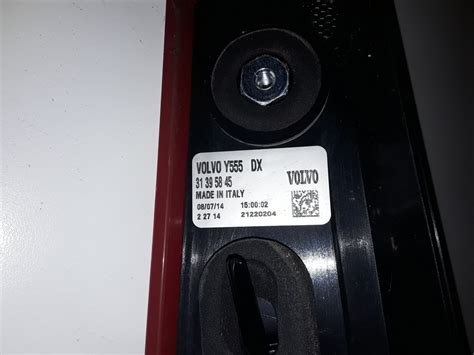 VOLVO Y555 DX
31 39 58 45
MADE IN ITALY
VOLVO
08/07/14 15:00:02
2 27 14 21220204